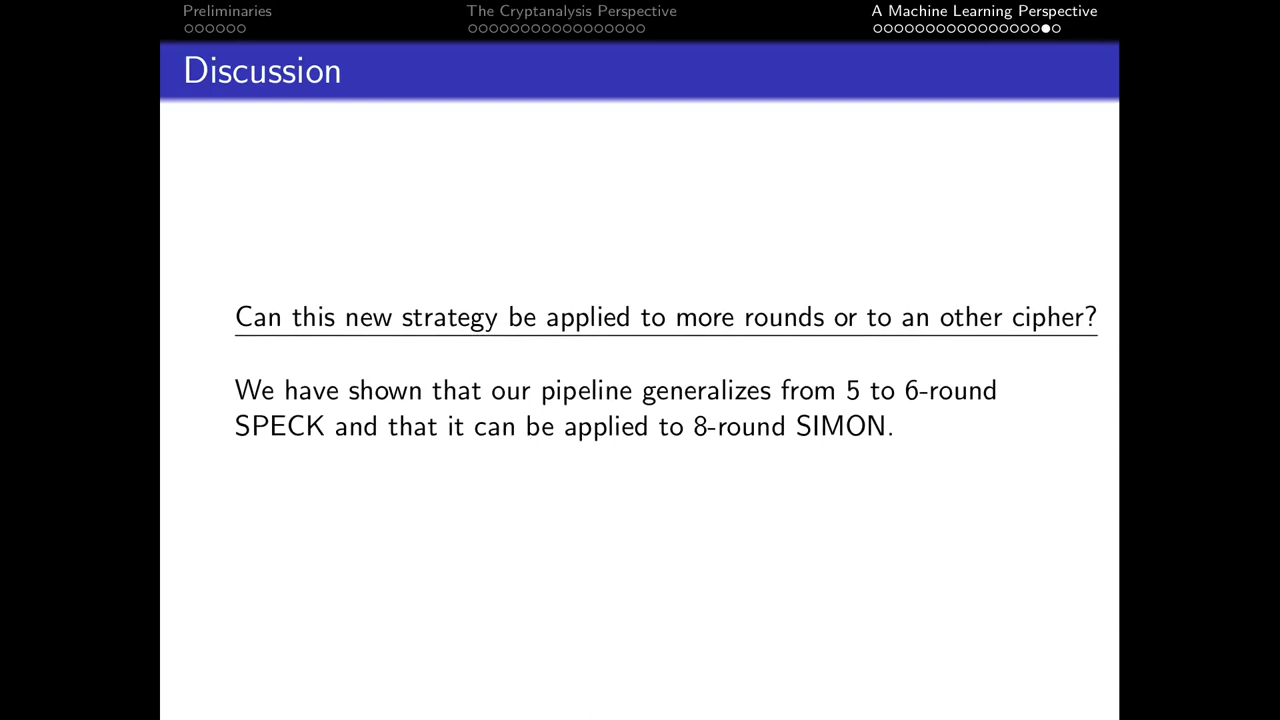 Preliminaries
The Cryptanalysis Perspective
A Machine Learning Perspective
Discussion
Can this new strategy be applied to more rounds or to an other cipher?
We have shown that our pipeline generalizes from 5 to 6-round
SPECK and that it can be applied to 8-round SIMON.